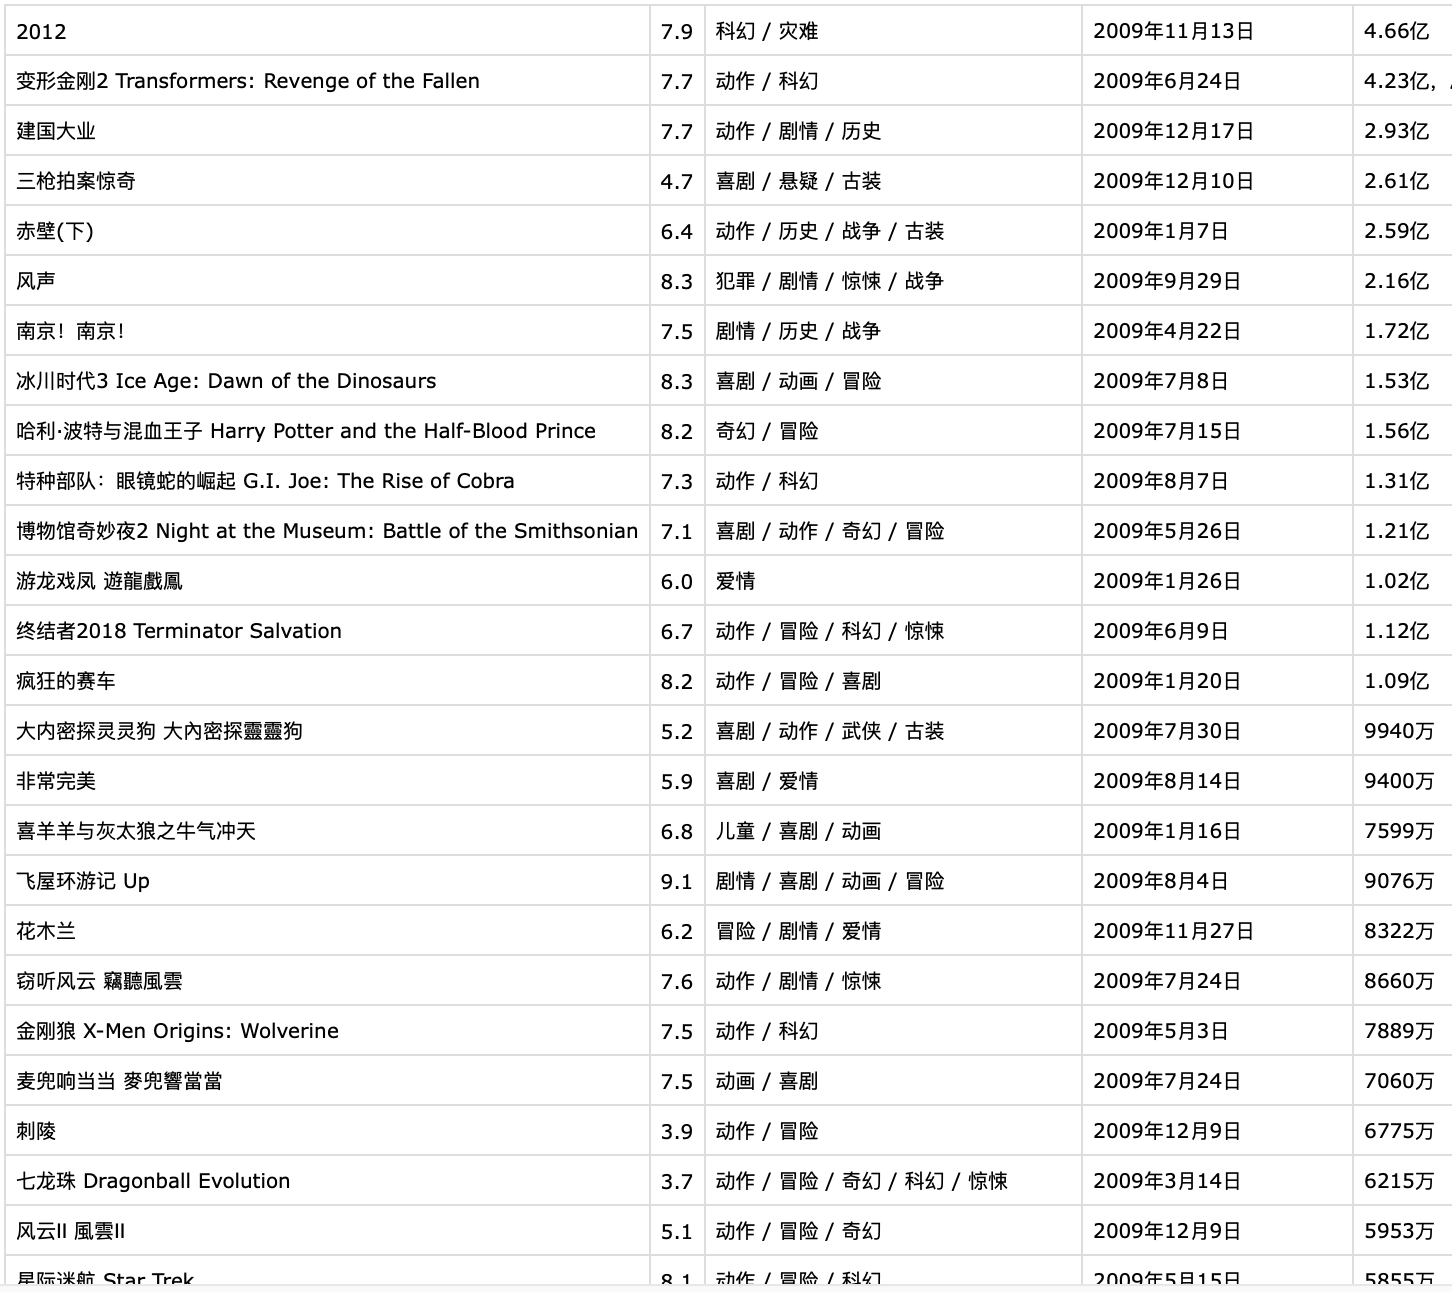 2012 7.9 科幻 / 灾难 2009年11月13日 4.66亿
变形金刚2 Transformers: Revenge of the Fallen 7.7 动作 / 科幻 2009年6月24日 4.23亿，
建国大业 7.7 动作 / 剧情 / 历史 2009年12月17日 2.93亿
三枪拍案惊奇 4.7 喜剧 / 悬疑 / 古装 2009年12月10日 2.61亿
赤壁(下) 6.4 动作 / 历史 / 战争 / 古装 2009年1月7日 2.59亿
风声 8.3 犯罪 / 剧情 / 惊悚 / 战争 2009年9月29日 2.16亿
南京！南京！ 7.5 剧情 / 历史 / 战争 2009年4月22日 1.72亿
冰川时代3 Ice Age: Dawn of the Dinosaurs 8.3 喜剧 / 动画 / 冒险 2009年7月8日 1.53亿
哈利·波特与混血王子 Harry Potter and the Half-Blood Prince 8.2 奇幻 / 冒险 2009年7月15日 1.56亿
特种部队：眼镜蛇的崛起 G.I. Joe: The Rise of Cobra 7.3 动作 / 科幻 2009年8月7日 1.31亿
博物馆奇妙夜2 Night at the Museum: Battle of the Smithsonian 7.1 喜剧 / 动作 / 奇幻 / 冒险 2009年5月26日 1.21亿
游龙戏凤 遊龍戲鳳 6.0 爱情 2009年1月26日 1.02亿
终结者2018 Terminator Salvation 6.7 动作 / 冒险 / 科幻 / 惊悚 2009年6月9日 1.12亿
疯狂的赛车 8.2 动作 / 冒险 / 喜剧 2009年1月20日 1.09亿
大内密探灵灵狗 大內密探靈靈狗 5.2 喜剧 / 动作 / 武侠 / 古装 2009年7月30日 9940万
非常完美 5.9 喜剧 / 爱情 2009年8月14日 9400万
喜羊羊与灰太狼之牛气冲天 6.8 儿童 / 喜剧 / 动画 2009年1月16日 7599万
飞屋环游记 Up 9.1 剧情 / 喜剧 / 动画 / 冒险 2009年8月4日 9076万
花木兰 6.2 冒险 / 剧情 / 爱情 2009年11月27日 8322万
窃听风云 竊聽風雲 7.6 动作 / 剧情 / 惊悚 2009年7月24日 8660万
金刚狼 X-Men Origins: Wolverine 7.5 动作 / 科幻 2009年5月3日 7889万
麦兜响当当 麥兜響當當 7.5 动画 / 喜剧 2009年7月24日 7060万
刺陵 3.9 动作 / 冒险 2009年12月9日 6775万
七龙珠 Dragonball Evolution 3.7 动作 / 冒险 / 奇幻 / 科幻 / 惊悚 2009年3月14日 6215万
风云II 風雲II 5.1 动作 / 冒险 / 奇幻 2009年12月9日 5953万
星际迷航 Star Trek 8.1 动作 / 冒险 / 科幻 2009年5月15日 5855万